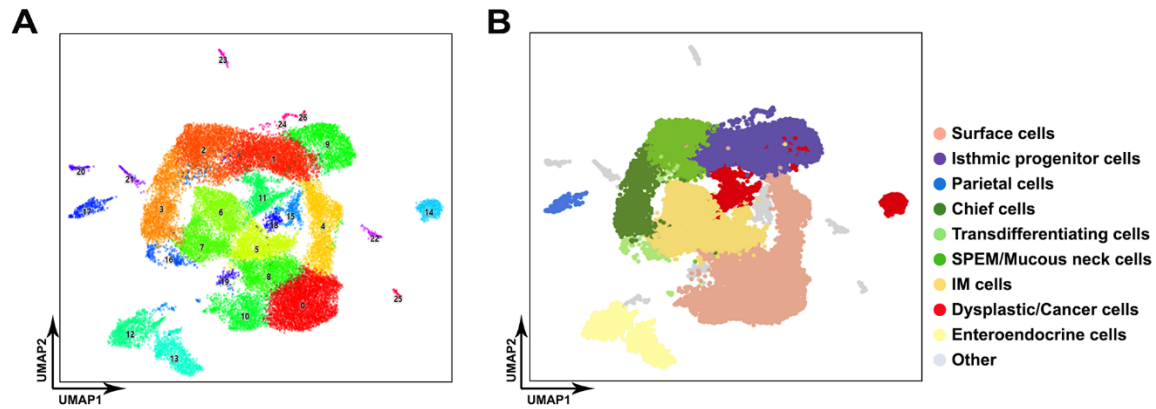 A
B
23
24
26
2
1
9
20
21
17
3
6
11
15
18
14
4
22
7
5
16
8
19
25
0
10
12
13
UMAP2
UMAP1
UMAP2
UMAP1
Surface cells
Isthmic progenitor cells
Parietal cells
Chief cells
Transdifferentiating cells
SPEM/Mucous neck cells
IM cells
Dysplastic/Cancer cells
Enteroendocrine cells
Other